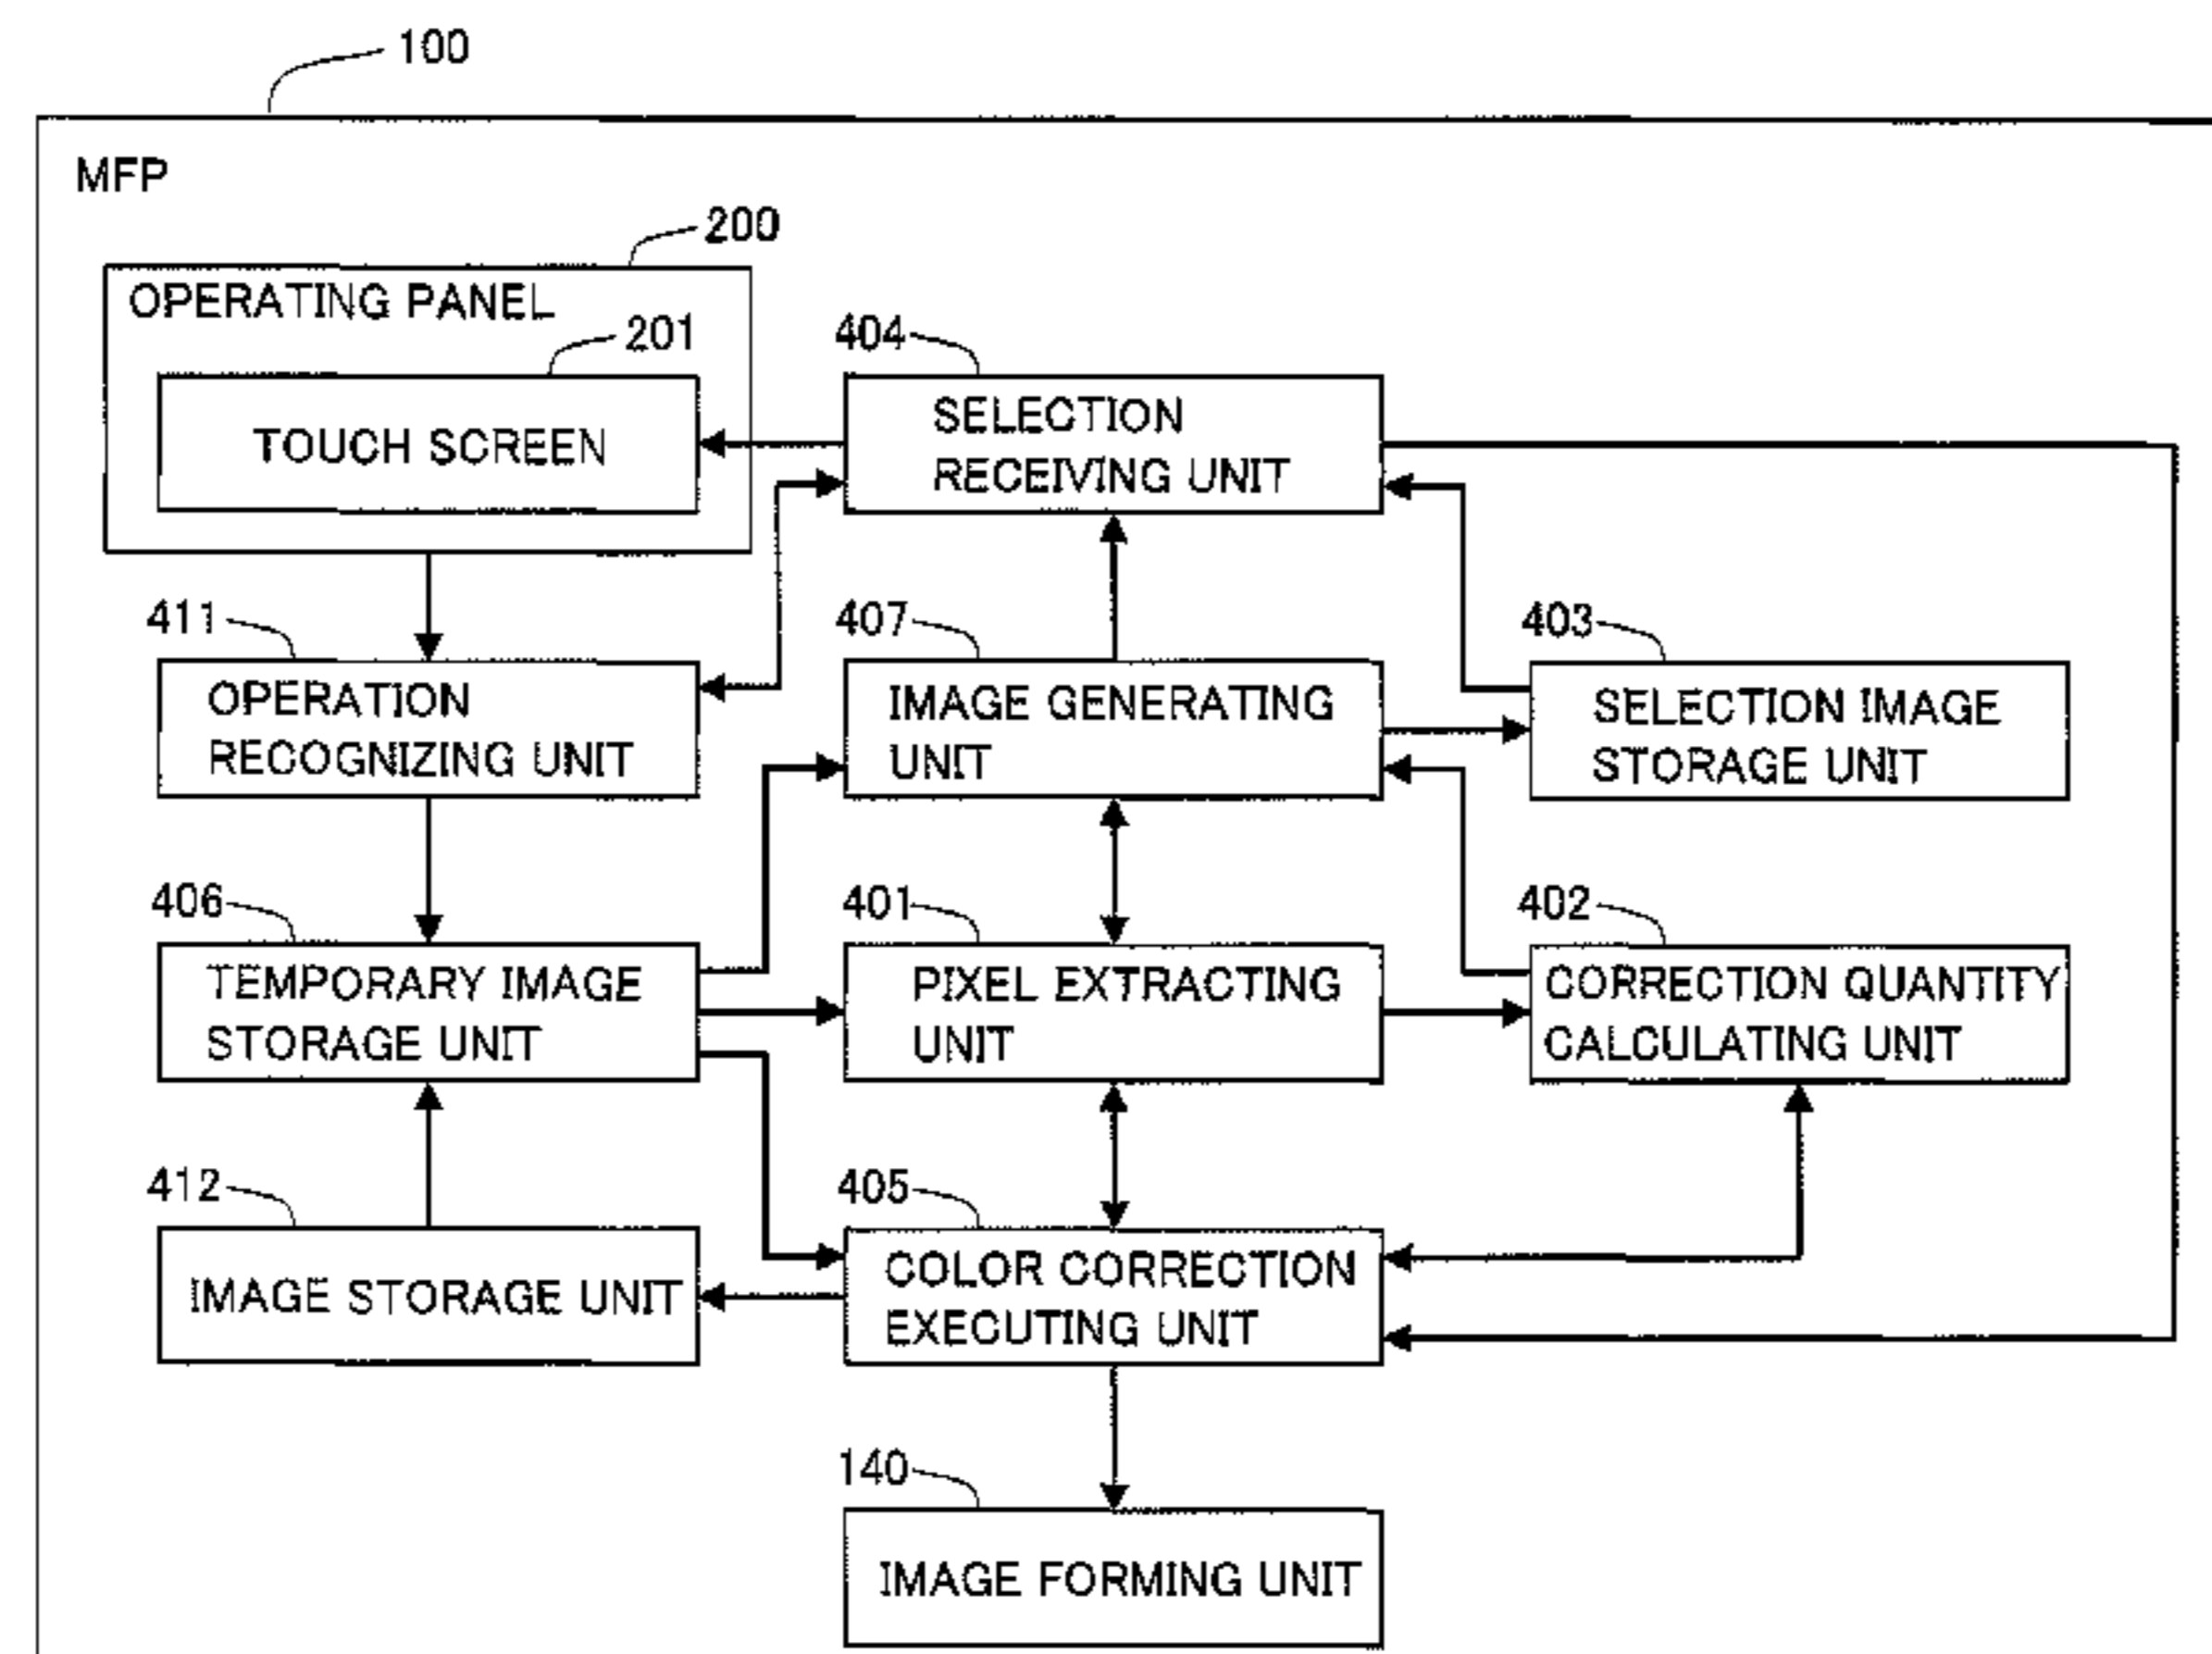 100
MFP
200
OPERATING PANEL
201
TOUCH SCREEN
404
SELECTION
RECEIVING UNIT
411
OPERATION
RECOGNIZING UNIT
407
IMAGE GENERATING
UNIT
403
SELECTION IMAGE
STORAGE UNIT
406
TEMPORARY IMAGE
STORAGE UNIT
401
PIXEL EXTRACTING
UNIT
402
CORRECTION QUANTITY
CALCULATING UNIT
412
IMAGE STORAGE UNIT
405
COLOR CORRECTION
EXECUTING UNIT
140
IMAGE FORMING UNIT